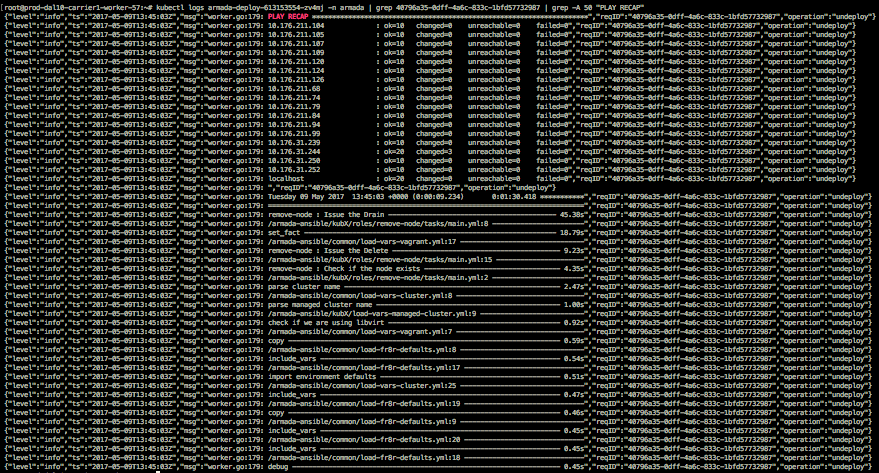 [root@prod-dal10-carrier1-worker-57:~# kubectl logs armada-deploy-613153554-zv4mj -n armada | grep 40796a35-0dff-4a6c-833c-1bfd57732987 | grep -A 50 "PLAY RECAP"
{"level":"info","ts":"2017-05-09T13:45:03Z","msg":"worker.go:179: PLAY RECAP *********************************************************************","reqID":"40796a35-0dff-4a6c-833c-1bfd57732987","operation":"undeploy"}
{"level":"info","ts":"2017-05-09T13:45:03Z","msg":"worker.go:179: 10.176.211.104 : ok=10 changed=0 unreachable=0 failed=0","reqID":"40796a35-0dff-4a6c-833c-1bfd57732987","operation":"undeploy"}
{"level":"info","ts":"2017-05-09T13:45:03Z","msg":"worker.go:179: 10.176.211.105 : ok=10 changed=0 unreachable=0 failed=0","reqID":"40796a35-0dff-4a6c-833c-1bfd57732987","operation":"undeploy"}
{"level":"info","ts":"2017-05-09T13:45:03Z","msg":"worker.go:179: 10.176.211.107 : ok=10 changed=0 unreachable=0 failed=0","reqID":"40796a35-0dff-4a6c-833c-1bfd57732987","operation":"undeploy"}
{"level":"info","ts":"2017-05-09T13:45:03Z","msg":"worker.go:179: 10.176.211.109 : ok=10 changed=0 unreachable=0 failed=0","reqID":"40796a35-0dff-4a6c-833c-1bfd57732987","operation":"undeploy"}
{"level":"info","ts":"2017-05-09T13:45:03Z","msg":"worker.go:179: 10.176.211.120 : ok=10 changed=0 unreachable=0 failed=0","reqID":"40796a35-0dff-4a6c-833c-1bfd57732987","operation":"undeploy"}
{"level":"info","ts":"2017-05-09T13:45:03Z","msg":"worker.go:179: 10.176.211.124 : ok=10 changed=0 unreachable=0 failed=0","reqID":"40796a35-0dff-4a6c-833c-1bfd57732987","operation":"undeploy"}
{"level":"info","ts":"2017-05-09T13:45:03Z","msg":"worker.go:179: 10.176.211.126 : ok=10 changed=0 unreachable=0 failed=0","reqID":"40796a35-0dff-4a6c-833c-1bfd57732987","operation":"undeploy"}
{"level":"info","ts":"2017-05-09T13:45:03Z","msg":"worker.go:179: 10.176.211.68 : ok=10 changed=0 unreachable=0 failed=0","reqID":"40796a35-0dff-4a6c-833c-1bfd57732987","operation":"undeploy"}
{"level":"info","ts":"2017-05-09T13:45:03Z","msg":"worker.go:179: 10.176.211.74 : ok=10 changed=0 unreachable=0 failed=0","reqID":"40796a35-0dff-4a6c-833c-1bfd57732987","operation":"undeploy"}
{"level":"info","ts":"2017-05-09T13:45:03Z","msg":"worker.go:179: 10.176.211.79 : ok=10 changed=0 unreachable=0 failed=0","reqID":"40796a35-0dff-4a6c-833c-1bfd57732987","operation":"undeploy"}
{"level":"info","ts":"2017-05-09T13:45:03Z","msg":"worker.go:179: 10.176.211.84 : ok=10 changed=0 unreachable=0 failed=0","reqID":"40796a35-0dff-4a6c-833c-1bfd57732987","operation":"undeploy"}
{"level":"info","ts":"2017-05-09T13:45:03Z","msg":"worker.go:179: 10.176.211.94 : ok=10 changed=0 unreachable=0 failed=0","reqID":"40796a35-0dff-4a6c-833c-1bfd57732987","operation":"undeploy"}
{"level":"info","ts":"2017-05-09T13:45:03Z","msg":"worker.go:179: 10.176.211.99 : ok=10 changed=0 unreachable=0 failed=0","reqID":"40796a35-0dff-4a6c-833c-1bfd57732987","operation":"undeploy"}
{"level":"info","ts":"2017-05-09T13:45:03Z","msg":"worker.go:179: 10.176.31.239 : ok=10 changed=0 unreachable=0 failed=0","reqID":"40796a35-0dff-4a6c-833c-1bfd57732987","operation":"undeploy"}
{"level":"info","ts":"2017-05-09T13:45:03Z","msg":"worker.go:179: 10.176.31.244 : ok=20 changed=3 unreachable=0 failed=0","reqID":"40796a35-0dff-4a6c-833c-1bfd57732987","operation":"undeploy"}
{"level":"info","ts":"2017-05-09T13:45:03Z","msg":"worker.go:179: 10.176.31.250 : ok=10 changed=0 unreachable=0 failed=0","reqID":"40796a35-0dff-4a6c-833c-1bfd57732987","operation":"undeploy"}
{"level":"info","ts":"2017-05-09T13:45:03Z","msg":"worker.go:179: 10.176.31.252 : ok=10 changed=0 unreachable=0 failed=0","reqID":"40796a35-0dff-4a6c-833c-1bfd57732987","operation":"undeploy"}
{"level":"info","ts":"2017-05-09T13:45:03Z","msg":"worker.go:179: localhost : ok=20 changed=0 unreachable=0 failed=0","reqID":"40796a35-0dff-4a6c-833c-1bfd57732987","operation":"undeploy"}
{"level":"info","ts":"2017-05-09T13:45:03Z","msg":"worker.go:179: ","reqID":"40796a35-0dff-4a6c-833c-1bfd57732987","operation":"undeploy"}
{"level":"info","ts":"2017-05-09T13:45:03Z","msg":"worker.go:179: Tuesday 09 May 2017 13:45:03 +0000 (0:00:09.234) 0:01:30.418 ***********","reqID":"40796a35-0dff-4a6c-833c-1bfd57732987","operation":"undeploy"}
{"level":"info","ts":"2017-05-09T13:45:03Z","msg":"worker.go:179: ===============================================================================","reqID":"40796a35-0dff-4a6c-833c-1bfd57732987","operation":"undeploy"}
{"level":"info","ts":"2017-05-09T13:45:03Z","msg":"worker.go:179: remove-node : Issue the Drain ----------------------------------------- 45.38s","reqID":"40796a35-0dff-4a6c-833c-1bfd57732987","operation":"undeploy"}
{"level":"info","ts":"2017-05-09T13:45:03Z","msg":"worker.go:179: /armada-ansible/kubX/roles/remove-node/tasks/main.yml:8 ----------------------","reqID":"40796a35-0dff-4a6c-833c-1bfd57732987","operation":"undeploy"}
{"level":"info","ts":"2017-05-09T13:45:03Z","msg":"worker.go:179: set_fact --------------------------------------------------------------- 18.79s","reqID":"40796a35-0dff-4a6c-833c-1bfd57732987","operation":"undeploy"}
{"level":"info","ts":"2017-05-09T13:45:03Z","msg":"worker.go:179: /armada-ansible/common/load-vars-vagrant.yml:17 ------------------------------","reqID":"40796a35-0dff-4a6c-833c-1bfd57732987","operation":"undeploy"}
{"level":"info","ts":"2017-05-09T13:45:03Z","msg":"worker.go:179: remove-node : Issue the Delete ----------------------------------------- 9.23s","reqID":"40796a35-0dff-4a6c-833c-1bfd57732987","operation":"undeploy"}
{"level":"info","ts":"2017-05-09T13:45:03Z","msg":"worker.go:179: /armada-ansible/kubX/roles/remove-node/tasks/main.yml:15 ---------------------","reqID":"40796a35-0dff-4a6c-833c-1bfd57732987","operation":"undeploy"}
{"level":"info","ts":"2017-05-09T13:45:03Z","msg":"worker.go:179: remove-node : Check if the node exists --------------------------------- 4.35s","reqID":"40796a35-0dff-4a6c-833c-1bfd57732987","operation":"undeploy"}
{"level":"info","ts":"2017-05-09T13:45:03Z","msg":"worker.go:179: /armada-ansible/kubX/roles/remove-node/tasks/main.yml:2 ----------------------","reqID":"40796a35-0dff-4a6c-833c-1bfd57732987","operation":"undeploy"}
{"level":"info","ts":"2017-05-09T13:45:03Z","msg":"worker.go:179: parse cluster name ----------------------------------------------------- 2.47s","reqID":"40796a35-0dff-4a6c-833c-1bfd57732987","operation":"undeploy"}
{"level":"info","ts":"2017-05-09T13:45:03Z","msg":"worker.go:179: /armada-ansible/common/load-vars-cluster.yml:8 -------------------------------","reqID":"40796a35-0dff-4a6c-833c-1bfd57732987","operation":"undeploy"}
{"level":"info","ts":"2017-05-09T13:45:03Z","msg":"worker.go:179: parse managed cluster name --------------------------------------------- 1.00s","reqID":"40796a35-0dff-4a6c-833c-1bfd57732987","operation":"undeploy"}
{"level":"info","ts":"2017-05-09T13:45:03Z","msg":"worker.go:179: /armada-ansible/kubX/load-vars-managed-cluster.yml:9 -------------------------","reqID":"40796a35-0dff-4a6c-833c-1bfd57732987","operation":"undeploy"}
{"level":"info","ts":"2017-05-09T13:45:03Z","msg":"worker.go:179: check if we are using libvirt ------------------------------------------ 0.92s","reqID":"40796a35-0dff-4a6c-833c-1bfd57732987","operation":"undeploy"}
{"level":"info","ts":"2017-05-09T13:45:03Z","msg":"worker.go:179: /armada-ansible/common/load-vars-vagrant.yml:7 -------------------------------","reqID":"40796a35-0dff-4a6c-833c-1bfd57732987","operation":"undeploy"}
{"level":"info","ts":"2017-05-09T13:45:03Z","msg":"worker.go:179: copy ------------------------------------------------------------------- 0.59s","reqID":"40796a35-0dff-4a6c-833c-1bfd57732987","operation":"undeploy"}
{"level":"info","ts":"2017-05-09T13:45:03Z","msg":"worker.go:179: /armada-ansible/common/load-fr8r-defaults.yml:8 ------------------------------","reqID":"40796a35-0dff-4a6c-833c-1bfd57732987","operation":"undeploy"}
{"level":"info","ts":"2017-05-09T13:45:03Z","msg":"worker.go:179: include_vars ----------------------------------------------------------- 0.54s","reqID":"40796a35-0dff-4a6c-833c-1bfd57732987","operation":"undeploy"}
{"level":"info","ts":"2017-05-09T13:45:03Z","msg":"worker.go:179: /armada-ansible/common/load-fr8r-defaults.yml:17 -----------------------------","reqID":"40796a35-0dff-4a6c-833c-1bfd57732987","operation":"undeploy"}
{"level":"info","ts":"2017-05-09T13:45:03Z","msg":"worker.go:179: import environment defaults -------------------------------------------- 0.51s","reqID":"40796a35-0dff-4a6c-833c-1bfd57732987","operation":"undeploy"}
{"level":"info","ts":"2017-05-09T13:45:03Z","msg":"worker.go:179: /armada-ansible/common/load-vars-cluster.yml:25 ------------------------------","reqID":"40796a35-0dff-4a6c-833c-1bfd57732987","operation":"undeploy"}
{"level":"info","ts":"2017-05-09T13:45:03Z","msg":"worker.go:179: include_vars ----------------------------------------------------------- 0.47s","reqID":"40796a35-0dff-4a6c-833c-1bfd57732987","operation":"undeploy"}
{"level":"info","ts":"2017-05-09T13:45:03Z","msg":"worker.go:179: /armada-ansible/common/load-fr8r-defaults.yml:19 -----------------------------","reqID":"40796a35-0dff-4a6c-833c-1bfd57732987","operation":"undeploy"}
{"level":"info","ts":"2017-05-09T13:45:03Z","msg":"worker.go:179: copy ------------------------------------------------------------------- 0.46s","reqID":"40796a35-0dff-4a6c-833c-1bfd57732987","operation":"undeploy"}
{"level":"info","ts":"2017-05-09T13:45:03Z","msg":"worker.go:179: /armada-ansible/common/load-fr8r-defaults.yml:9 ------------------------------","reqID":"40796a35-0dff-4a6c-833c-1bfd57732987","operation":"undeploy"}
{"level":"info","ts":"2017-05-09T13:45:03Z","msg":"worker.go:179: include_vars ----------------------------------------------------------- 0.45s","reqID":"40796a35-0dff-4a6c-833c-1bfd57732987","operation":"undeploy"}
{"level":"info","ts":"2017-05-09T13:45:03Z","msg":"worker.go:179: /armada-ansible/common/load-fr8r-defaults.yml:20 -----------------------------","reqID":"40796a35-0dff-4a6c-833c-1bfd57732987","operation":"undeploy"}
{"level":"info","ts":"2017-05-09T13:45:03Z","msg":"worker.go:179: include_vars ----------------------------------------------------------- 0.45s","reqID":"40796a35-0dff-4a6c-833c-1bfd57732987","operation":"undeploy"}
{"level":"info","ts":"2017-05-09T13:45:03Z","msg":"worker.go:179: /armada-ansible/common/load-fr8r-defaults.yml:18 -----------------------------","reqID":"40796a35-0dff-4a6c-833c-1bfd57732987","operation":"undeploy"}
{"level":"info","ts":"2017-05-09T13:45:03Z","msg":"worker.go:179: debug ------------------------------------------------------------------ 0.45s","reqID":"40796a35-0dff-4a6c-833c-1bfd57732987","operation":"undeploy"}